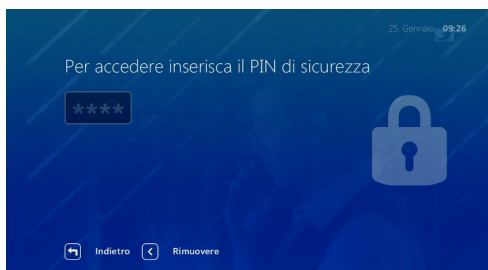 25. Gennaio 09:26
Per accedere inserisca il PIN di sicurezza
****
Indietro Rimuovere